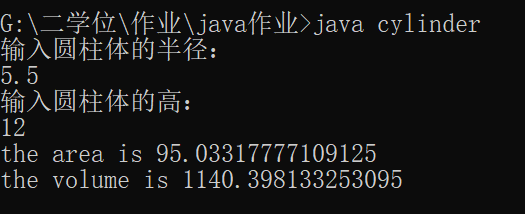 G:\二学位\作业\java作业>java cylinder
输入圆柱体的半径:
5.5
输入圆柱体的高:
12
the area is 95.03317777109125
the volume is 1140.398133253095